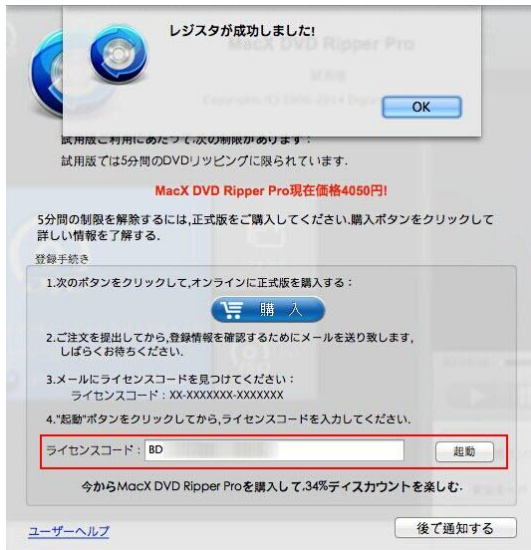 レジスタが成功しました!
MacX DVD Ripper Pro
試用版
OK
試用版ご利用にあたって,次の制限があります:
試用版では5分間のDVDリッピングに限られています.
MacX DVD Ripper Pro現在価格4050円!
5分間の制限を解除するには,正式版をご購入してください.購入ボタンをクリックして
詳しい情報を了解する.
登録手続き
1.次のボタンをクリックして,オンラインに正式版を購入する:
購 入
2.ご注文を提出してから,登録情報を確認するためにメールを送り致します,
しばらくお待ちください.
3.メールにライセンスコードを見つけてください:
ライセンスコード:XX-XXXXXXX-XXXXXXX
4."起動"ボタンをクリックしてから,ライセンスコードを入力してください.
ライセンスコード: BD 起動
今からMacX DVD Ripper Proを購入して,34%ディスカウントを楽しむ.
ユーザーヘルプ 後で通知する